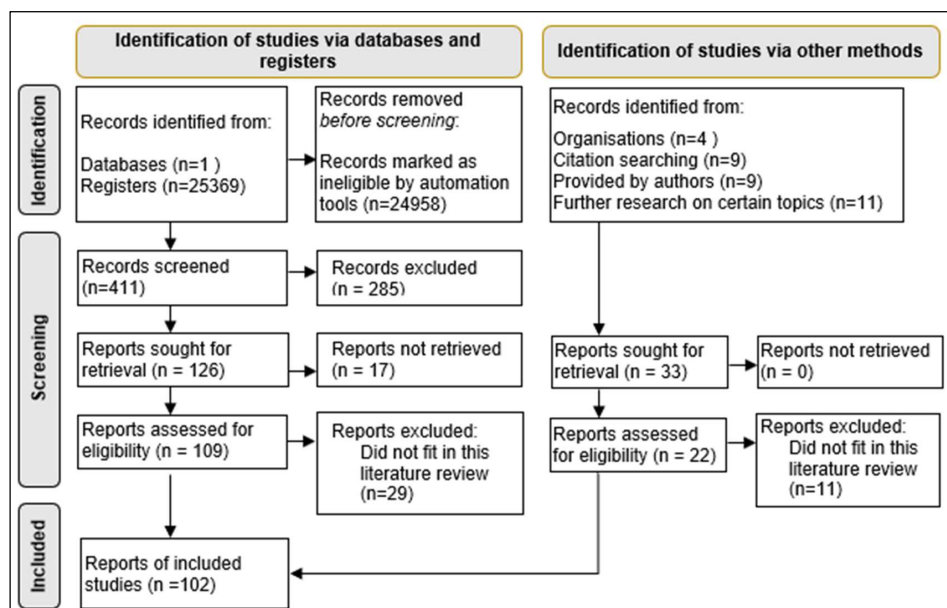 Identification of studies via databases and
registers
Identification of studies via other methods
Identification
Records identified from:
Databases (n=1 )
Registers (n=25369)
Records removed
before screening:
Records marked as
ineligible by automation
tools (n=24958)
Records identified from:
Organisations (n=4 )
Citation searching (n=9)
Provided by authors (n=9)
Further research on certain topics (n=11)
Screening
Records screened
(n=411)
Records excluded
(n = 285)
Reports sought for
retrieval (n = 126)
Reports not retrieved
(n = 17)
Reports sought for
retrieval (n = 33)
Reports not retrieved
(n = 0)
Reports assessed for
eligibility (n = 109)
Reports excluded:
Did not fit in this
literature review
(n=29)
Reports assessed
for eligibility (n = 22)
Reports excluded:
Did not fit in this
literature review
(n=11)
Included
Reports of included
studies (n =102)